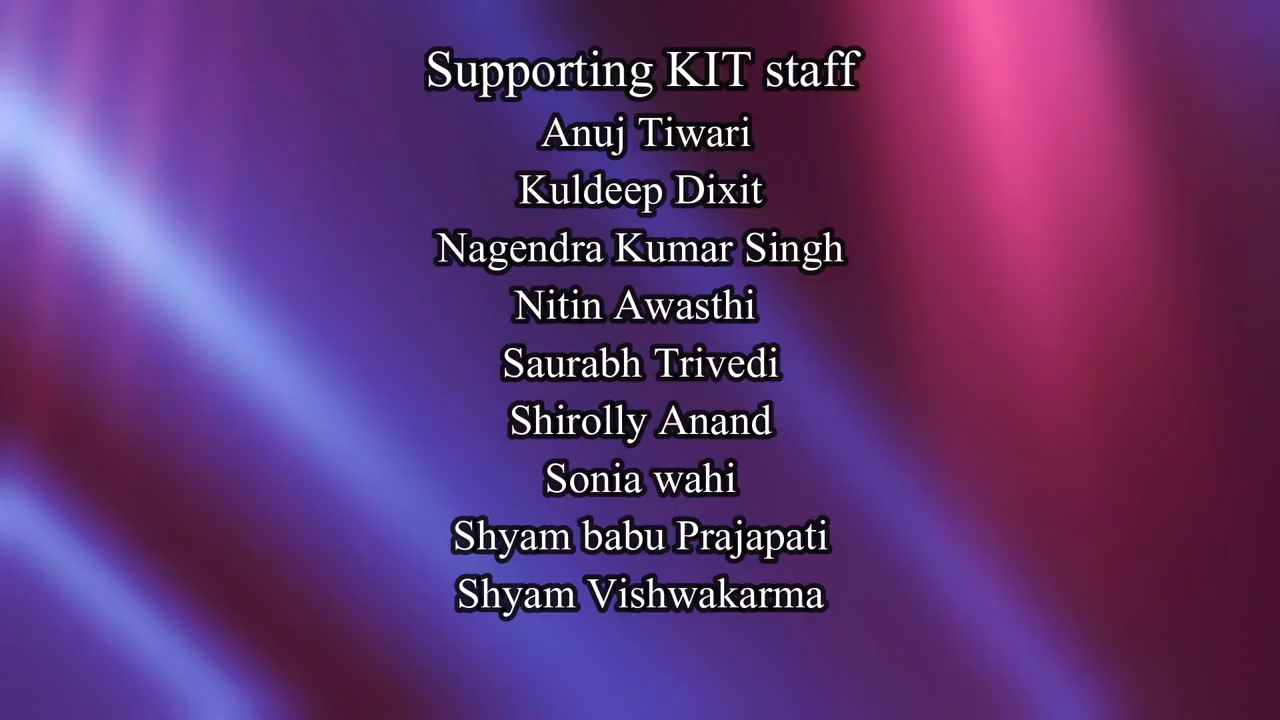 Supporting KIT staff
Anuj Tiwari
Kuldeep Dixit
Nagendra Kumar Singh
Nitin Awasthi
Saurabh Trivedi
Shirolly Anand
Sonia wahi
Shyam babu Prajapati
Shyam Vishwakarma